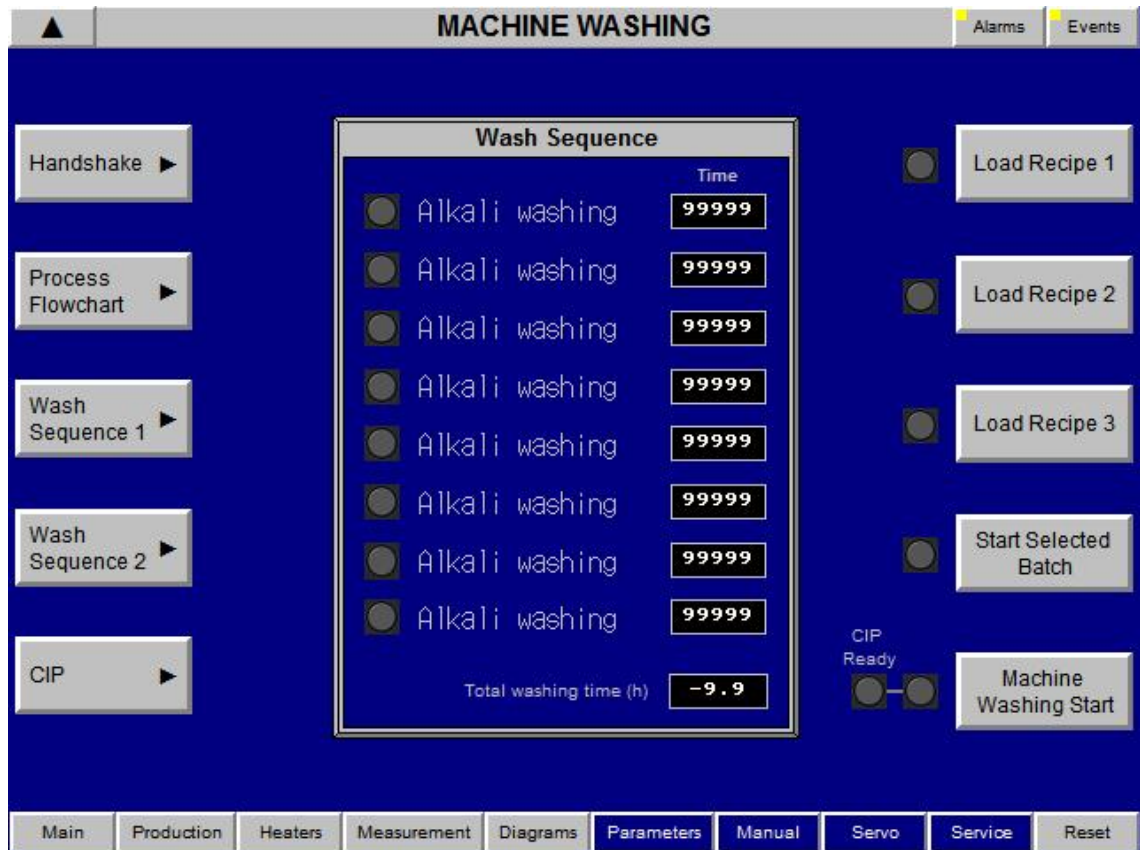 ▲ MACHINE WASHING Alarms Events
Handshake ▶
Process
Flowchart ▶
Wash
Sequence 1 ▶
Wash
Sequence 2 ▶
CIP ▶
Wash Sequence
Time
Alkali washing 99999
Alkali washing 99999
Alkali washing 99999
Alkali washing 99999
Alkali washing 99999
Alkali washing 99999
Alkali washing 99999
Alkali washing 99999
Total washing time (h) -9.9
Load Recipe 1
Load Recipe 2
Load Recipe 3
Start Selected
Batch
CIP
Ready
Machine
Washing Start
Main Production Heaters Measurement Diagrams Parameters Manual Servo Service Reset